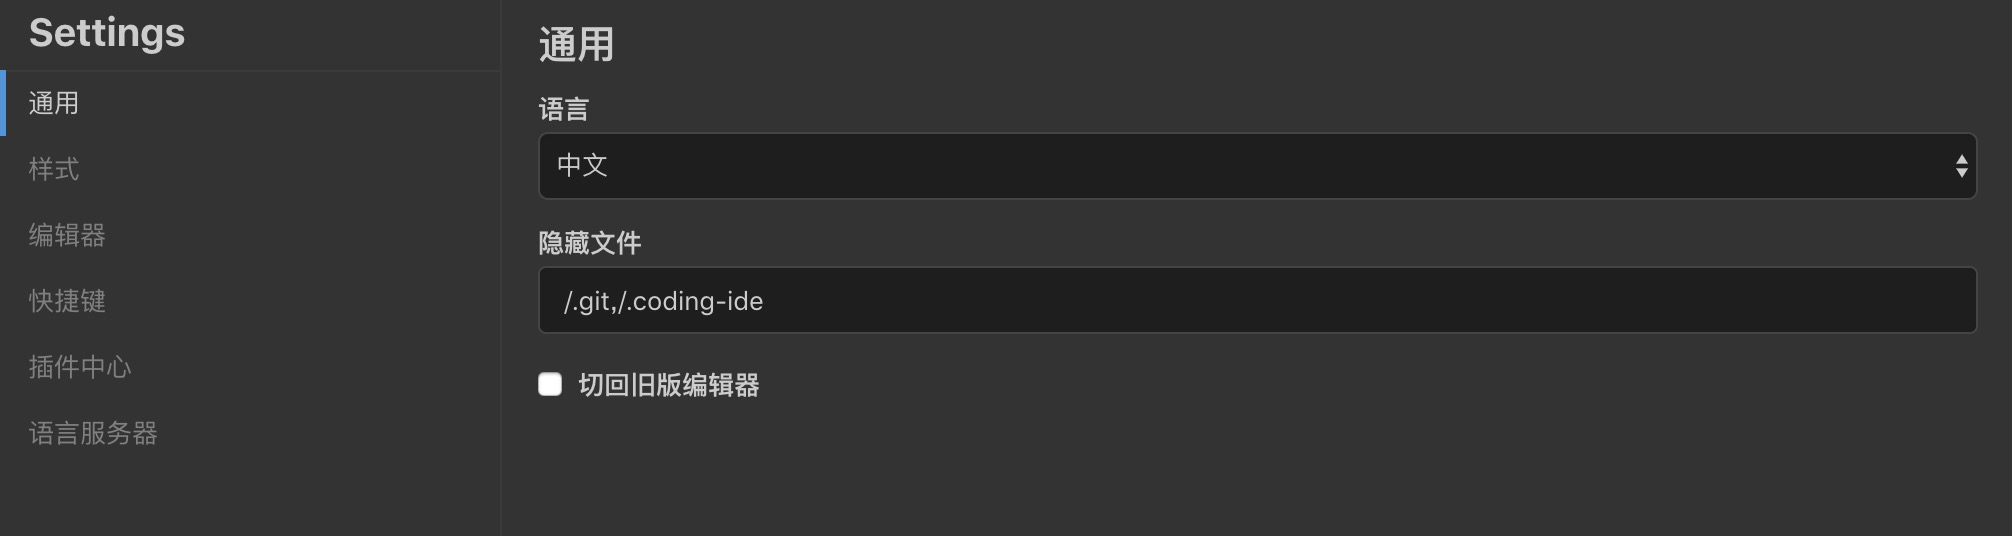 Settings
通用
样式
编辑器
快捷键
插件中心
语言服务器
通用
语言
中文
隐藏文件
/.git,/.coding-ide
切回旧版编辑器